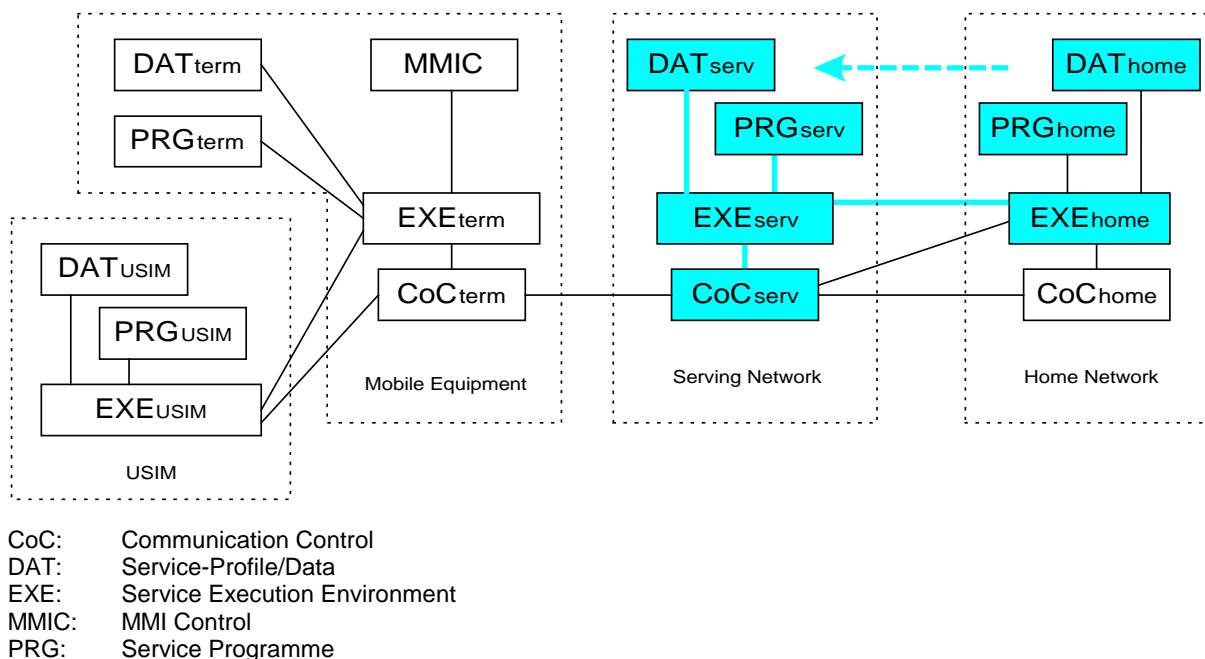 DATterm
MMIC
DATserv
DAThome
PRGterm
PRGserv
PRGhome
EXEterm
EXEserv
EXEhome
DATUSIM
CoCterm
CoCserv
CoChome
PRGUSIM
Mobile Equipment
Serving Network
Home Network
EXEUSIM
USIM
CoC: Communication Control
DAT: Service-Profile/Data
EXE: Service Execution Environment
MMIC: MMI Control
PRG: Service Programme